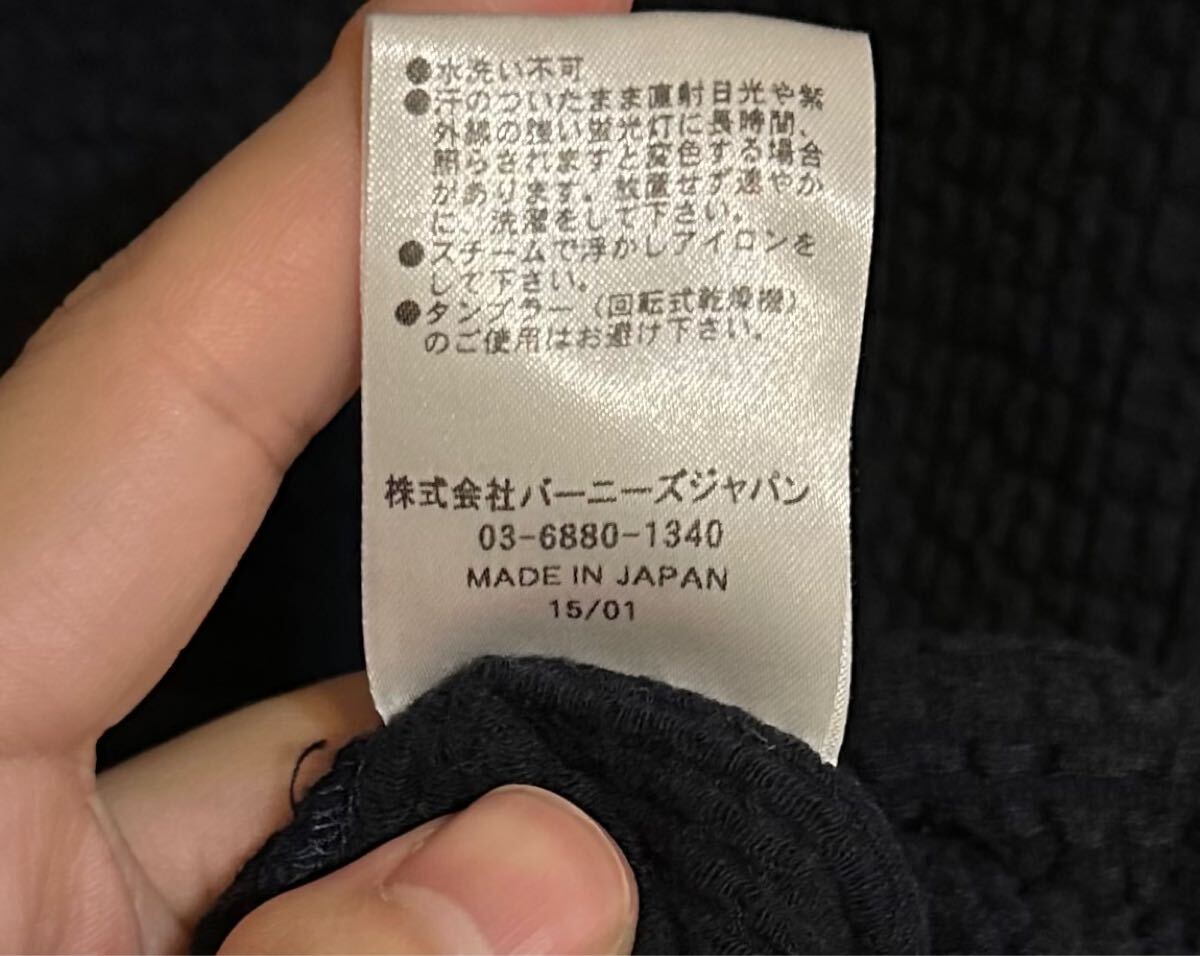 ●水洗い不可
●汗のついたまま直射日光や紫
外線の強い蛍光灯に長時間、
照らされますと変色する場合
があります。放置せず速やか
に、洗濯をして下さい。
●スチームで浮かしアイロンを
して下さい。
●タンブラー(回転式乾燥機)
のご使用はお避け下さい。
株式会社バーニーズジャパン
03-6880-1340
MADE IN JAPAN
15/01